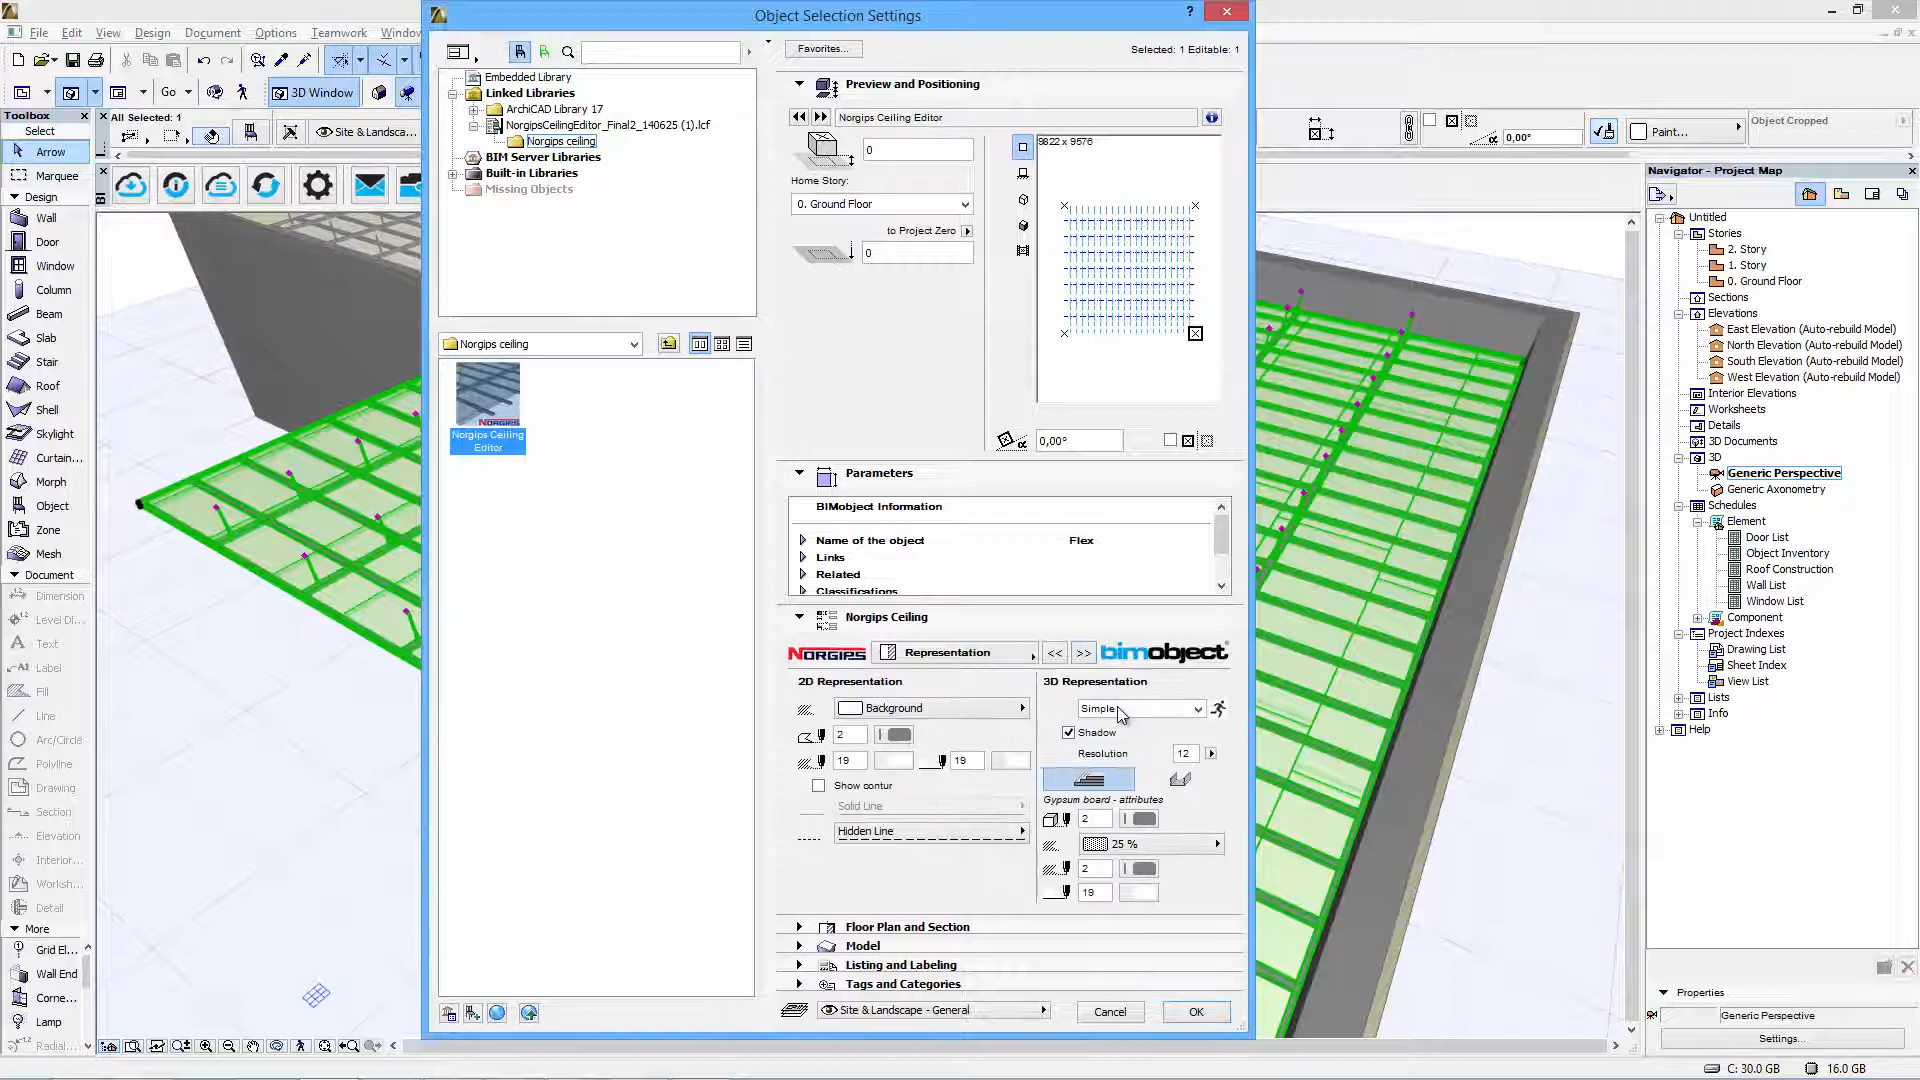 Object Selection Settings
?
File Edit View Design Document Options Teamwork Window
Favorites...
Selected: 1 Editable: 1
Go
3D Window
Toolbox
Select
Arrow
Marquee
Design
Wall
Door
Window
Column
Beam
Slab
Stair
Roof
Shell
Skylight
Curtain...
Morph
Object
Zone
Mesh
Document
Dimension
Level Di...
Text
Label
Fill
Line
Arc/Circle
Polyline
Drawing
Section
Elevation
Interior...
Worksh...
Detail
More
Grid El...
Wall End
Corne...
Lamp
Radial...
All Selected: 1
Site & Landsca...
Embedded Library
Linked Libraries
ArchiCAD Library 17
NorgipsCeilingEditor_Final2_140625 (1).lcf
Norgips ceiling
BIM Server Libraries
Built-in Libraries
Missing Objects
Norgips ceiling
NORGIPS
Norgips Ceiling
Editor
Preview and Positioning
Norgips Ceiling Editor
0
Home Story:
0. Ground Floor
to Project Zero
0
9822 x 9576
α 0,00°
Parameters
BIMobject Information
Name of the object Flex
Links
Related
Classifications
Norgips Ceiling
NORGIPS Representation << >> bimobject
2D Representation
Background
2
19 19
Show contur
Solid Line
Hidden Line
3D Representation
Simple
Shadow
Resolution 12
Gypsum board - attributes
2
25 %
2
19
Floor Plan and Section
Model
Listing and Labeling
Tags and Categories
Site & Landscape - General
Cancel OK
α 0,00°
Paint...
Object Cropped
Navigator - Project Map
Untitled
Stories
2. Story
1. Story
0. Ground Floor
Sections
Elevations
East Elevation (Auto-rebuild Model)
North Elevation (Auto-rebuild Model)
South Elevation (Auto-rebuild Model)
West Elevation (Auto-rebuild Model)
Interior Elevations
Worksheets
Details
3D Documents
3D
Generic Perspective
Generic Axonometry
Schedules
Element
Door List
Object Inventory
Roof Construction
Wall List
Window List
Component
Project Indexes
Drawing List
Sheet Index
View List
Lists
Info
Help
Properties
Generic Perspective
Settings...
C: 30.0 GB 16.0 GB